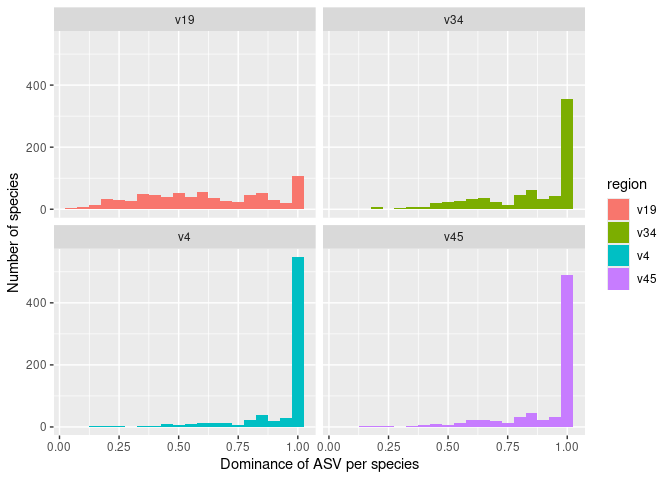 v19 v34
400
200
0
Number of species
v4 v45
400
200
0
0.00 0.25 0.50 0.75 1.00 0.00 0.25 0.50 0.75 1.00
Dominance of ASV per species
region
v19
v34
v4
v45